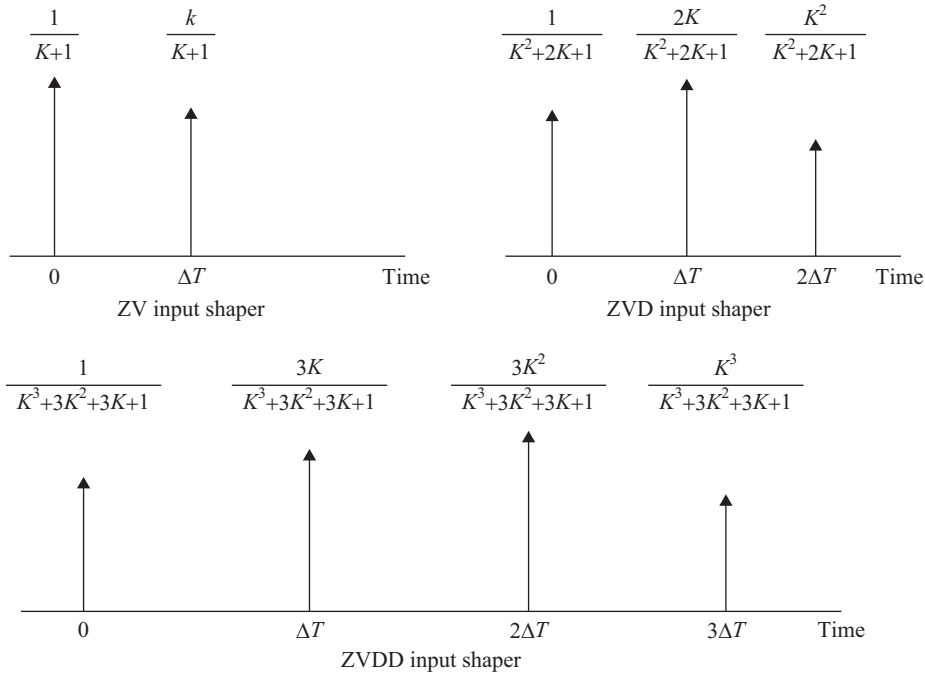 1 k
K+1 K+1
0 ΔT Time
ZV input shaper
1 2K K²
K²+2K+1 K²+2K+1 K²+2K+1
0 ΔT 2ΔT Time
ZVD input shaper
1 3K 3K² K³
K³+3K²+3K+1 K³+3K²+3K+1 K³+3K²+3K+1 K³+3K²+3K+1
0 ΔT 2ΔT 3ΔT Time
ZVDD input shaper